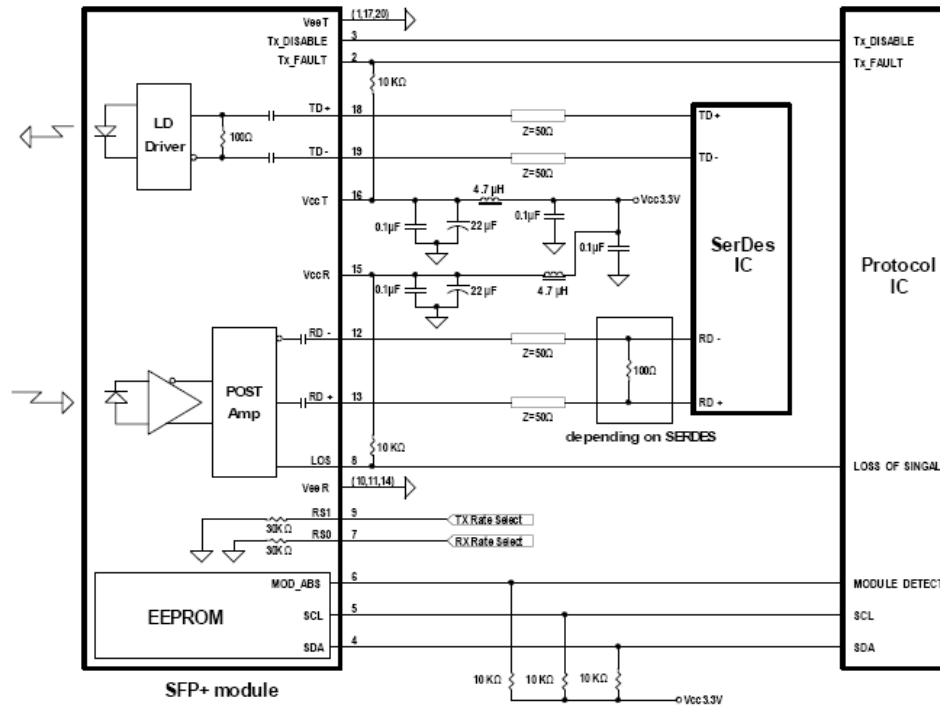 VeeT (1,17,20)
Tx_DISABLE 3 Tx_DISABLE
Tx_FAULT 2 Tx_FAULT
10 KΩ
LD Driver
100Ω
TD+ 18 Z=50Ω TD+
TD- 19 Z=50Ω TD-
VccT 16 4.7 µH Vcc3.3V
0.1µF 22 µF 0.1µF 0.1µF
SerDes IC
Protocol IC
VccR 15
0.1µF 22 µF 4.7 µH
RD - 12 Z=50Ω RD -
POST Amp
100Ω
RD + 13 Z=50Ω RD +
depending on SERDES
10 KΩ
LOS 8 LOSS OF SINGAL
VeeR (10,11,14)
RS1 9 TX Rate Select
30KΩ
RS0 7 RX Rate Select
30KΩ
EEPROM
MOD_ABS 6 MODULE DETECT
SCL 5 SCL
SDA 4 SDA
10 KΩ 10 KΩ 10 KΩ
Vcc3.3V
SFP+ module